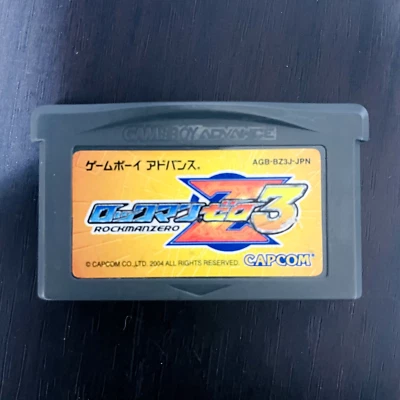 GAME BOY ADVANCE
ゲームボーイ アドバンス® AGB-BZ3J-JPN
ロックマン ゼロ3
ROCKMANZERO
© CAPCOM CO.,LTD. 2004 ALL RIGHTS RESERVED. CAPCOM